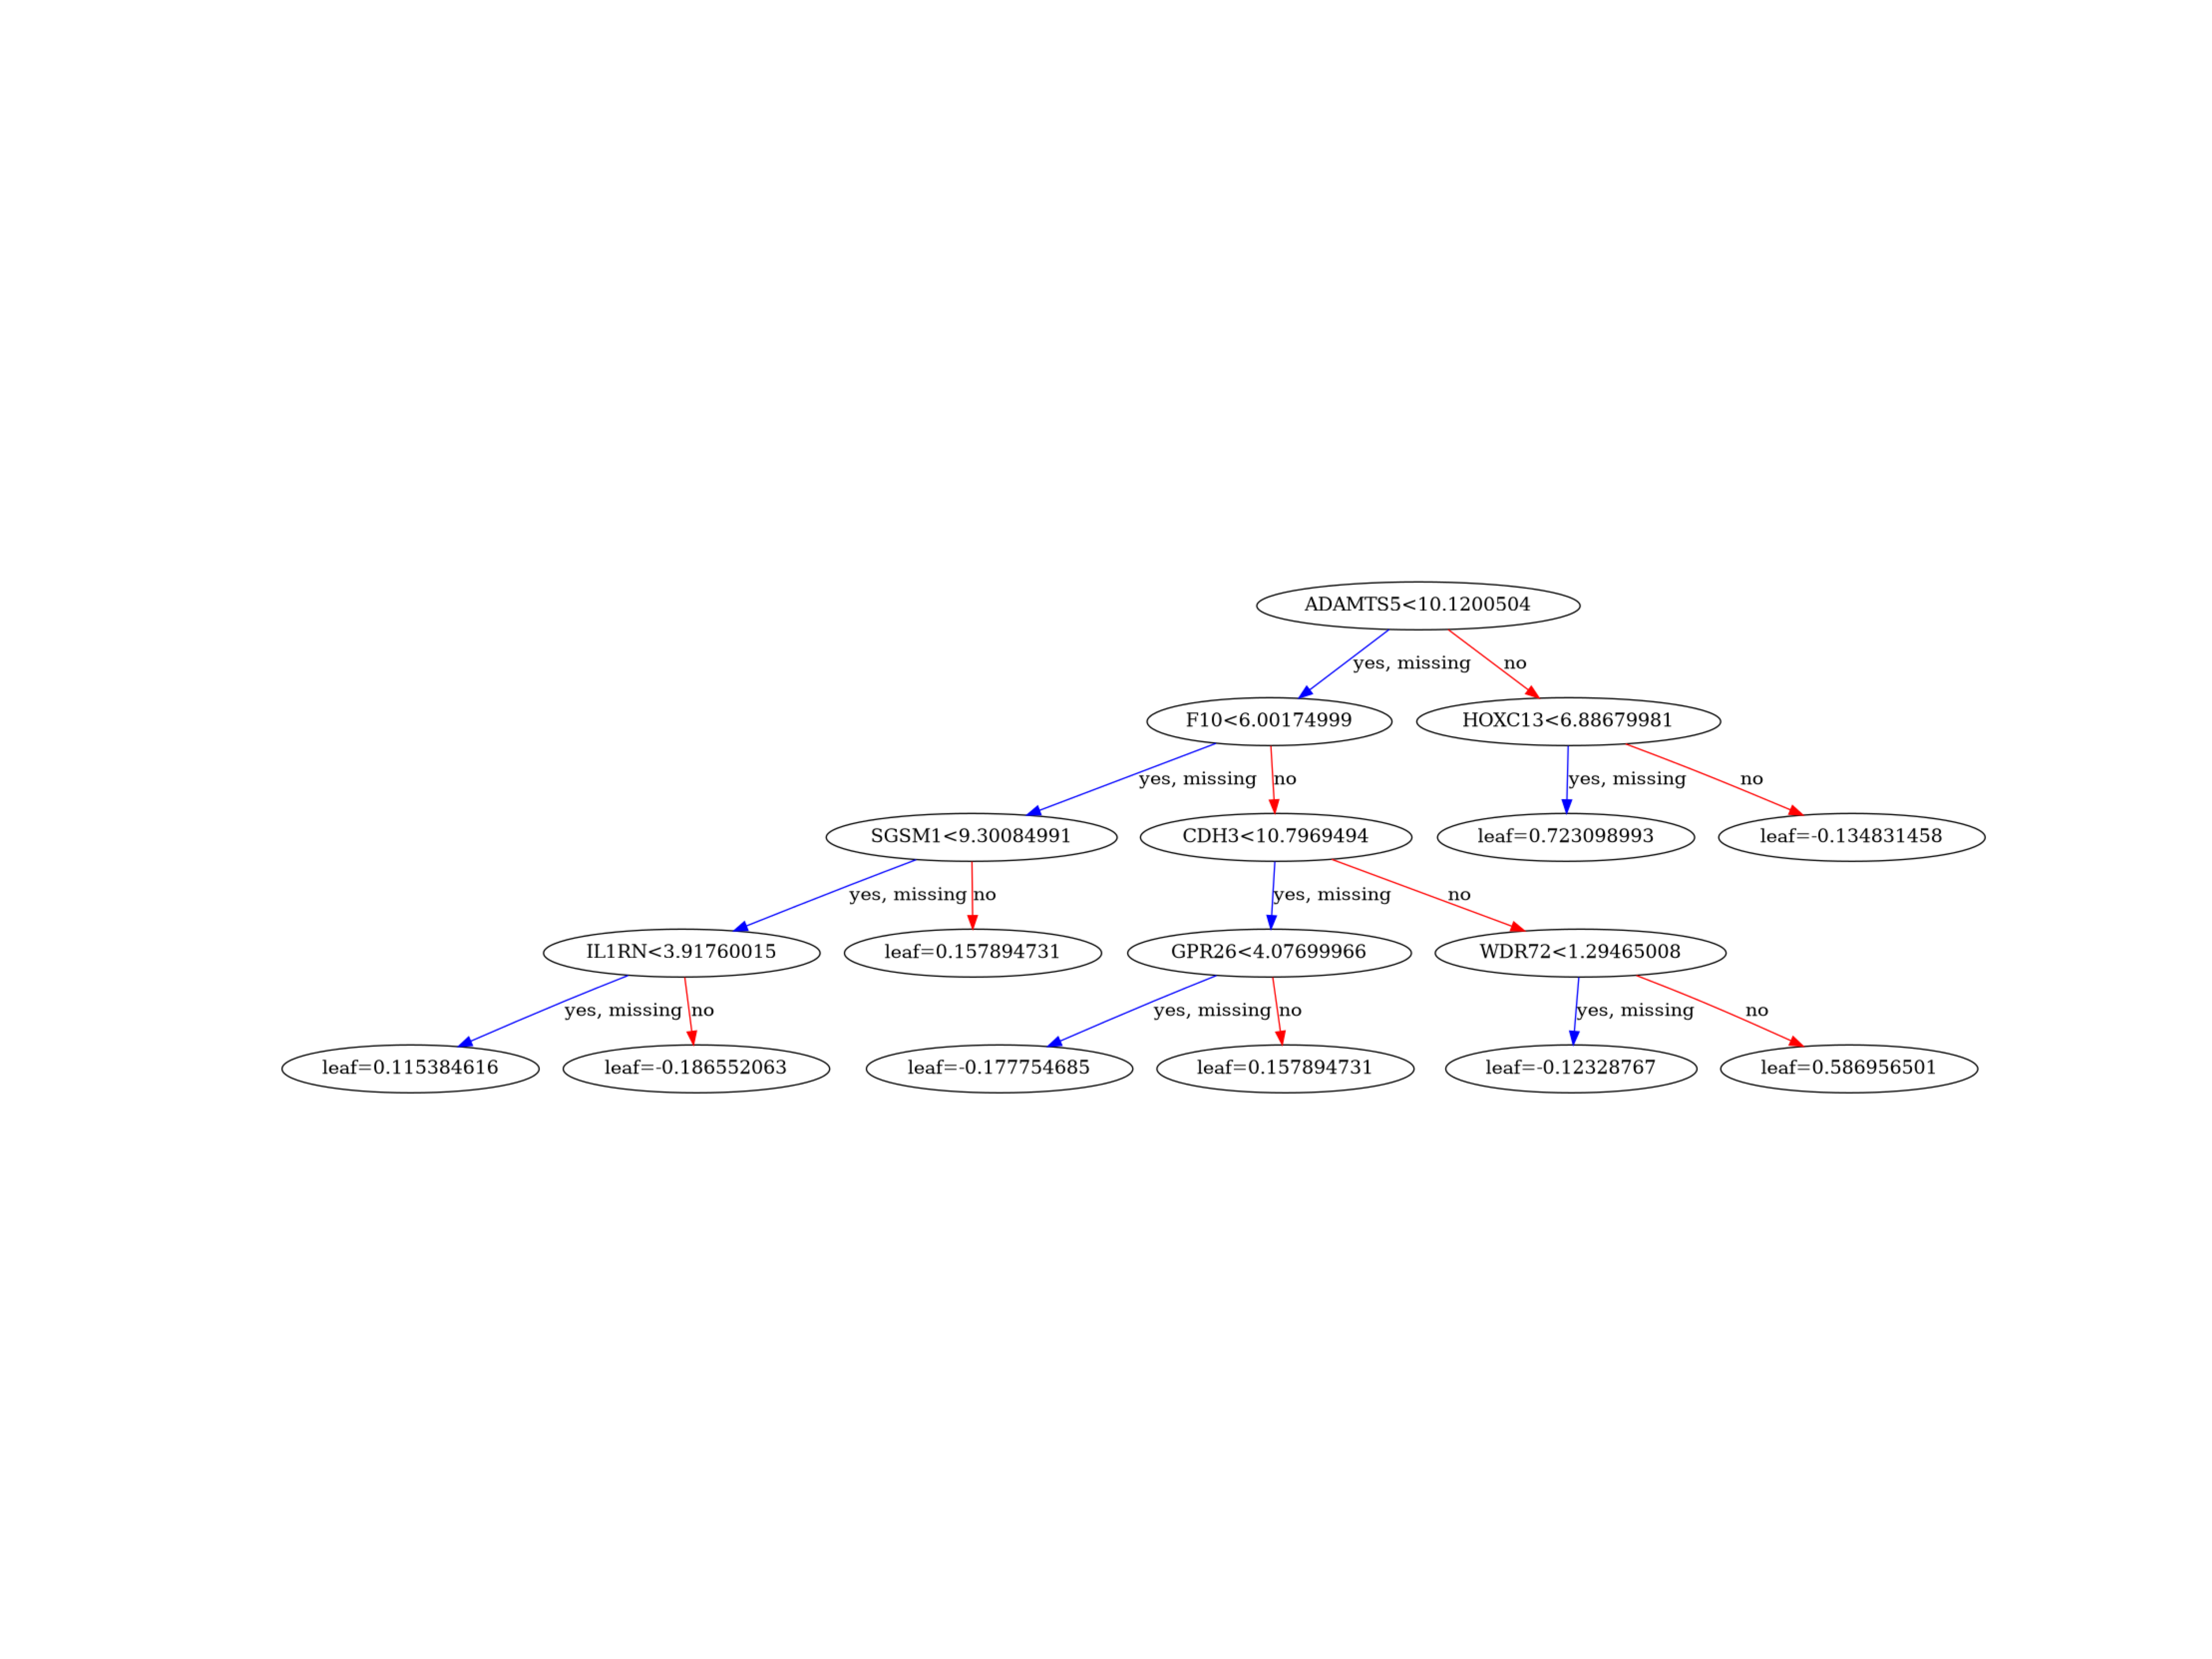 ADAMTS5<10.1200504
yes, missing
no
F10<6.00174999
HOXC13<6.88679981
yes, missing
no
yes, missing
no
SGSM1<9.30084991
CDH3<10.7969494
leaf=0.723098993
leaf=-0.134831458
yes, missing
no
yes, missing
no
IL1RN<3.91760015
leaf=0.157894731
GPR26<4.07699966
WDR72<1.29465008
yes, missing
no
yes, missing
no
yes, missing
no
leaf=0.115384616
leaf=-0.186552063
leaf=-0.177754685
leaf=0.157894731
leaf=-0.12328767
leaf=0.586956501